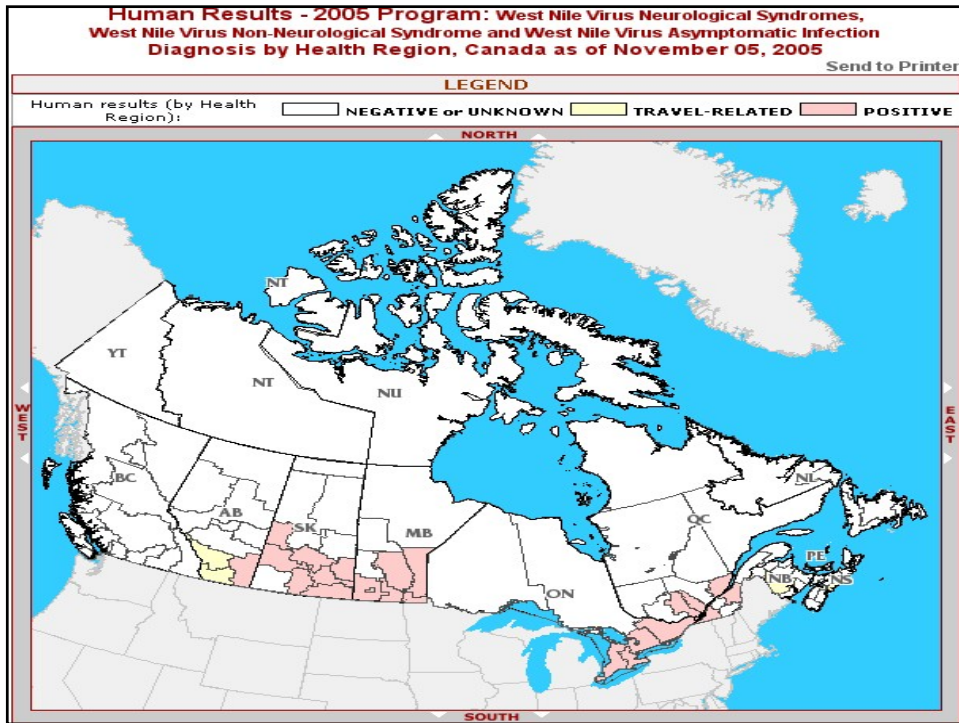 Human Results - 2005 Program: West Nile Virus Neurological Syndromes,
West Nile Virus Non-Neurological Syndrome and West Nile Virus Asymptomatic Infection
Diagnosis by Health Region, Canada as of November 05, 2005
Send to Printer
LEGEND
Human results (by Health Region):
NEGATIVE or UNKNOWN
TRAVEL-RELATED
POSITIVE
NORTH
NT
YT
NT
NU
WEST
EAST
BC
AB
SK
MB
ON
QC
NL
PE
NB
NS
SOUTH